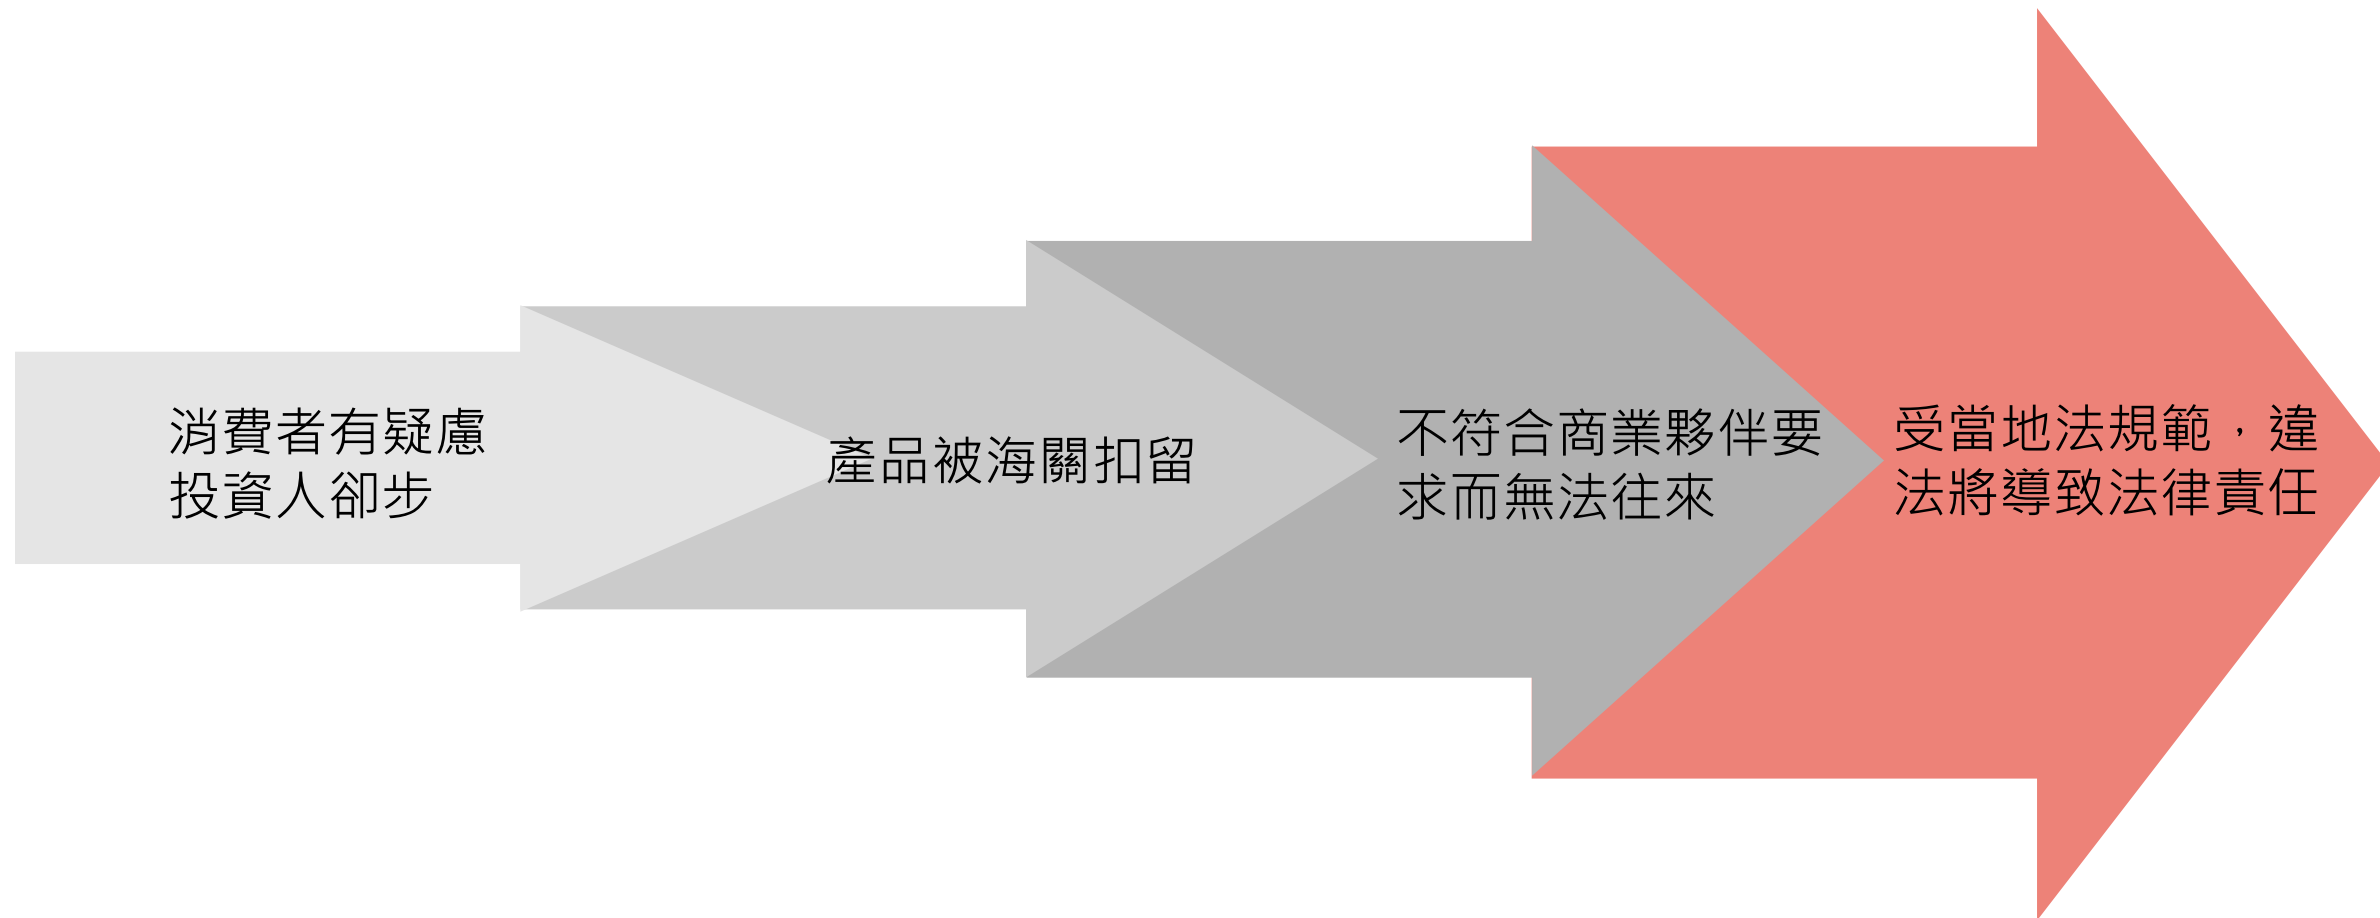 消費者有疑慮
投資人卻步
產品被海關扣留
不符合商業夥伴要
求而無法往來
受當地法規範，違
法將導致法律責任